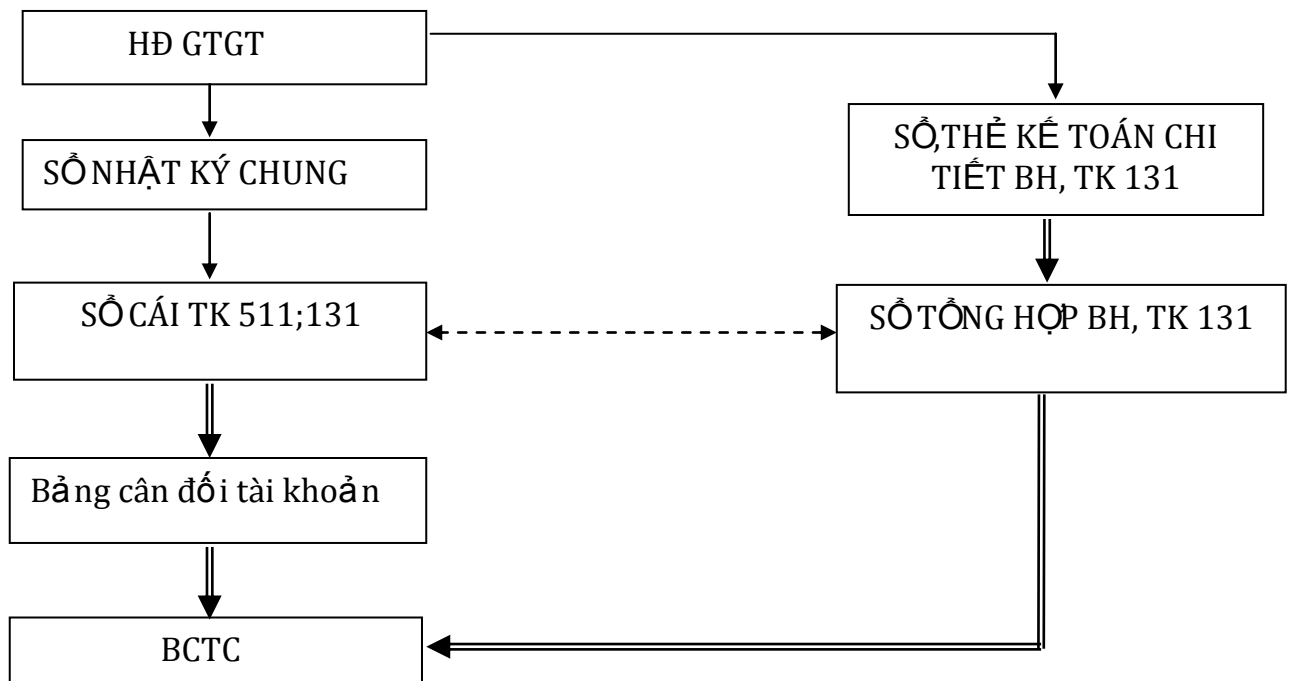 HĐ GTGT
SỔ,THẺ KẾ TOÁN CHI
TIẾT BH, TK 131
SỔ NHẬT KÝ CHUNG
SỔ CÁI TK 511;131
SỔ TỔNG HỢP BH, TK 131
Bảng cân đối tài khoản
BCTC